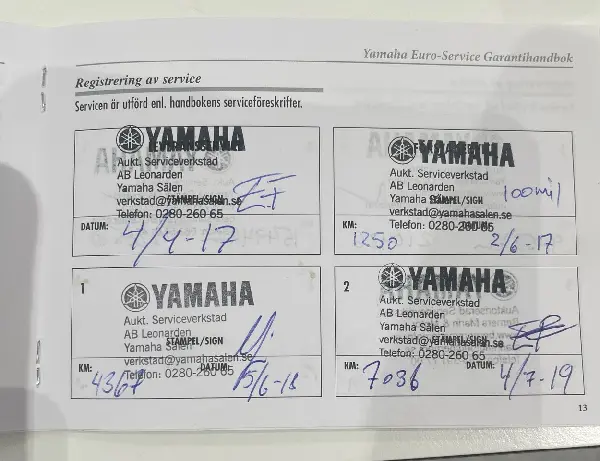 Yamaha Euro-Service Garantihandbok
Registrering av service
Servicen är utförd enl. handbokens serviceföreskrifter.
YAMAHA
Aukt. Serviceverkstad
AB Leonarden
Yamaha Sälen
STÄMPEL/SIGN
verkstad@yamahasalen.se
Telefon: 0280-260 65
DATUM: 4/4-17
YAMAHA
Aukt. Serviceverkstad
AB Leonarden
Yamaha Sälen 100mil
STÄMPEL/SIGN
verkstad@yamahasalen.se
Telefon: 0280-260 65
KM: 1250 DATUM: 2/6-17
1
YAMAHA
Aukt. Serviceverkstad
AB Leonarden
Yamaha Sälen
STÄMPEL/SIGN
verkstad@yamahasalen.se
Telefon: 0280-260 65
KM: 4367 DATUM: 15/6-18
2
YAMAHA
Aukt. Serviceverkstad
AB Leonarden
Yamaha Sälen
STÄMPEL/SIGN
verkstad@yamahasalen.se
Telefon: 0280-260 65
KM: 7036 DATUM: 4/7-19
13